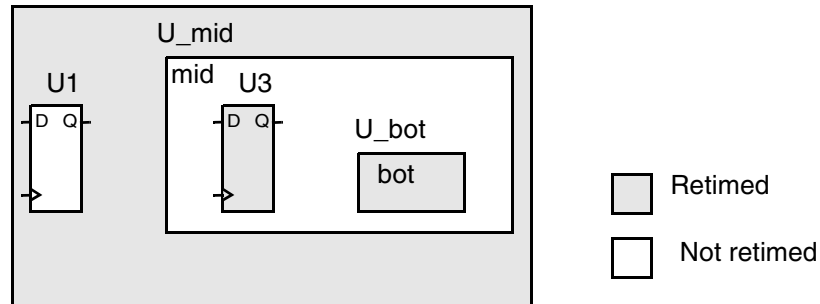 U_mid
U1
mid
U3
D Q
D Q
U_bot
bot
Retimed
Not retimed